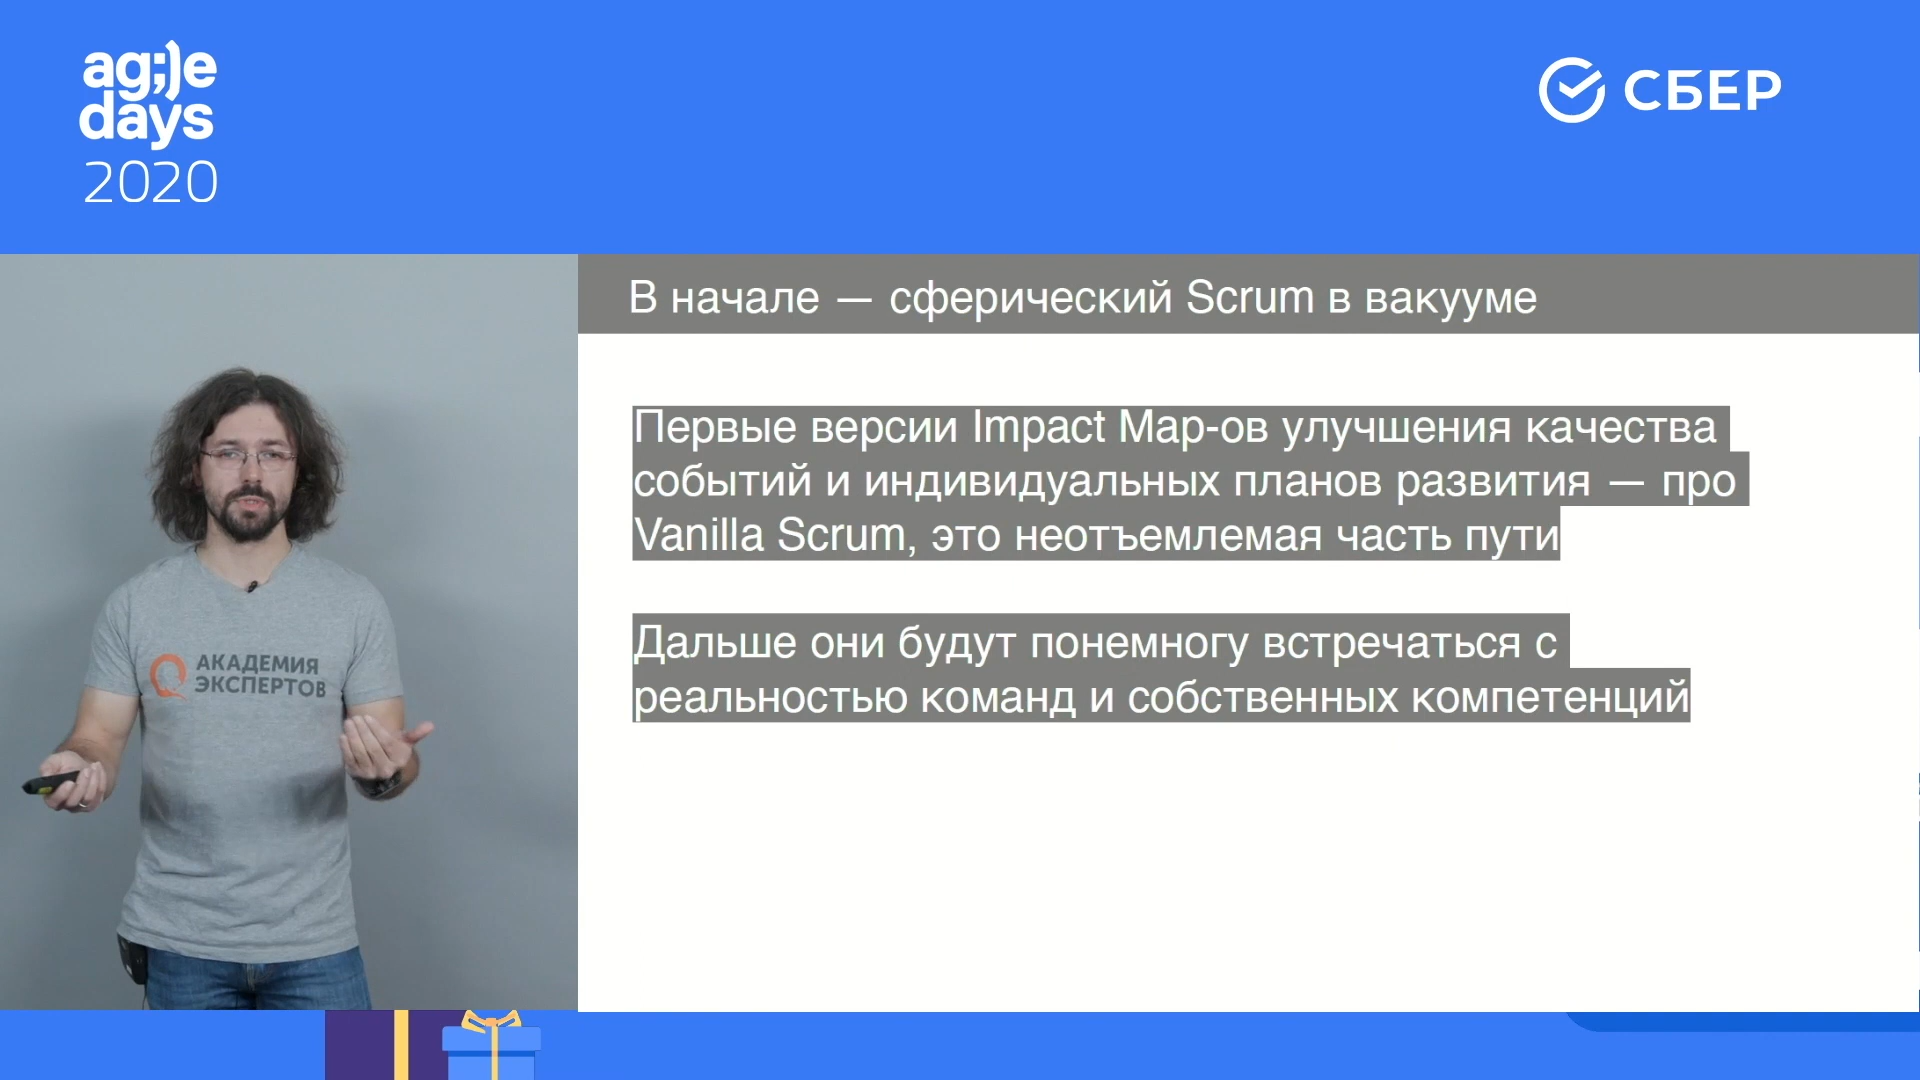 ag;le
days
2020
СБЕР
В начале — сферический Scrum в вакууме
Первые версии Impact Map-ов улучшения качества
событий и индивидуальных планов развития — про
Vanilla Scrum, это неотъемлемая часть пути
Дальше они будут понемногу встречаться с
реальностью команд и собственных компетенций
АКАДЕМИЯ
ЭКСПЕРТОВ